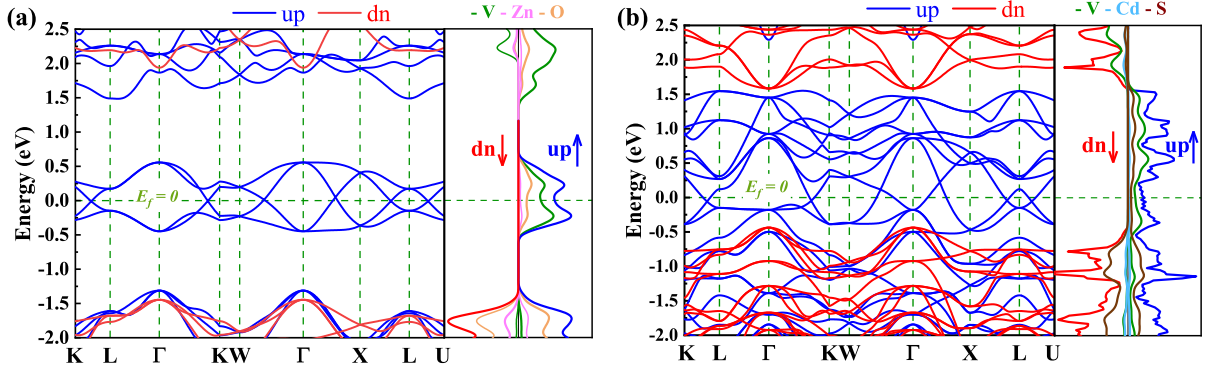 (a)
up dn
- V - Zn - O
Energy (eV)
2.5
2.0
1.5
1.0
0.5
0.0
-0.5
-1.0
-1.5
-2.0
E_f = 0
K L Γ K W Γ X L U
dn
up
(b)
up dn
- V - Cd - S
Energy (eV)
2.5
2.0
1.5
1.0
0.5
0.0
-0.5
-1.0
-1.5
-2.0
E_f = 0
K L Γ K W Γ X L U
dn
up